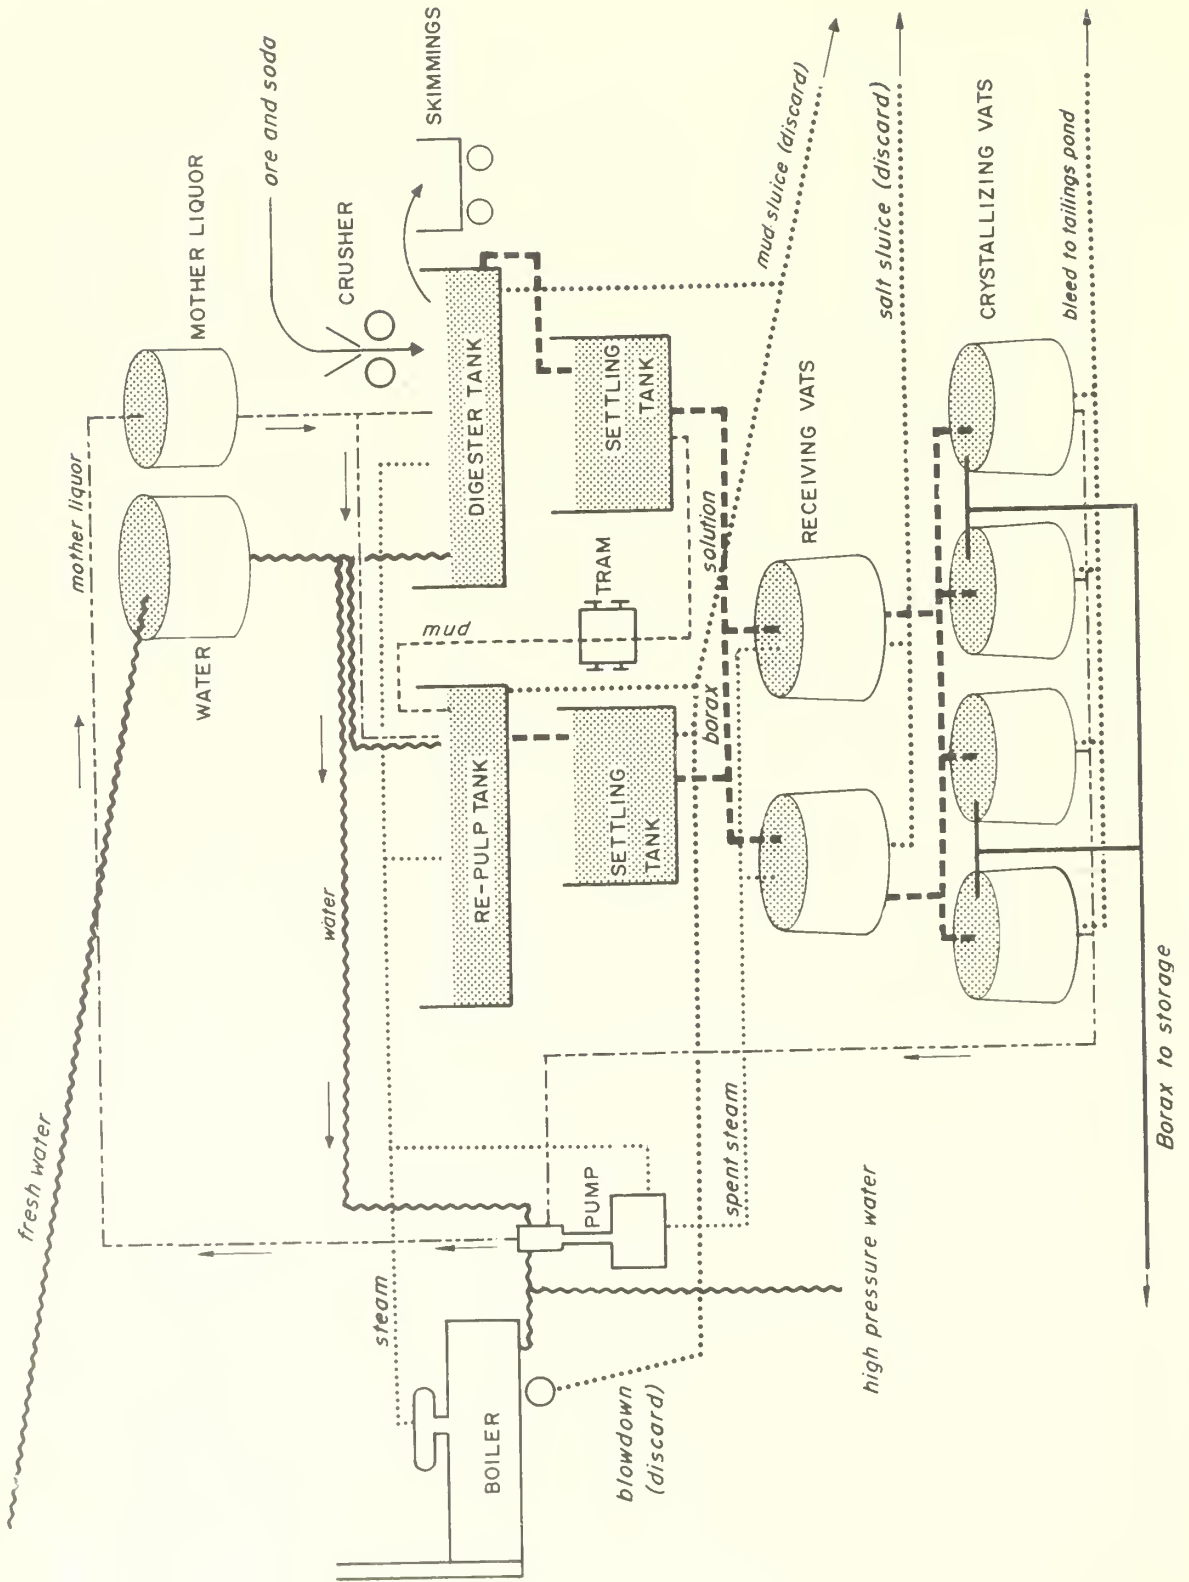 fresh water
mother liquor
MOTHER LIQUOR
WATER
ore and soda
CRUSHER
SKIMMINGS
water
steam
BOILER
RE-PULP TANK
DIGESTER TANK
mud
TRAM
PUMP
SETTLING
TANK
SETTLING
TANK
blowdown
(discard)
spent steam
borax
solution
mud sluice (discard)
RECEIVING VATS
salt sluice (discard)
high pressure water
CRYSTALLIZING VATS
bleed to tailings pond
Borax to storage